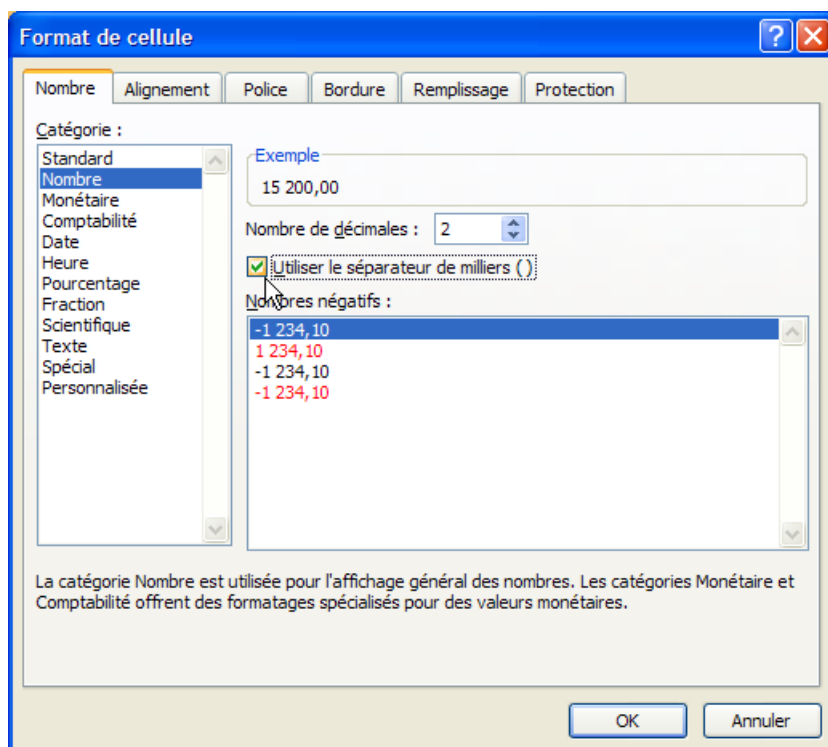 Format de cellule
Nombre Alignement Police Bordure Remplissage Protection
Catégorie :
Standard
Nombre
Monétaire
Comptabilité
Date
Heure
Pourcentage
Fraction
Scientifique
Texte
Spécial
Personnalisée
Exemple
15 200,00
Nombre de décimales : 2
Utiliser le séparateur de milliers ( )
Nombres négatifs :
-1 234,10
1 234,10
-1 234,10
-1 234,10
La catégorie Nombre est utilisée pour l'affichage général des nombres. Les catégories Monétaire et
Comptabilité offrent des formatages spécialisés pour des valeurs monétaires.
OK Annuler